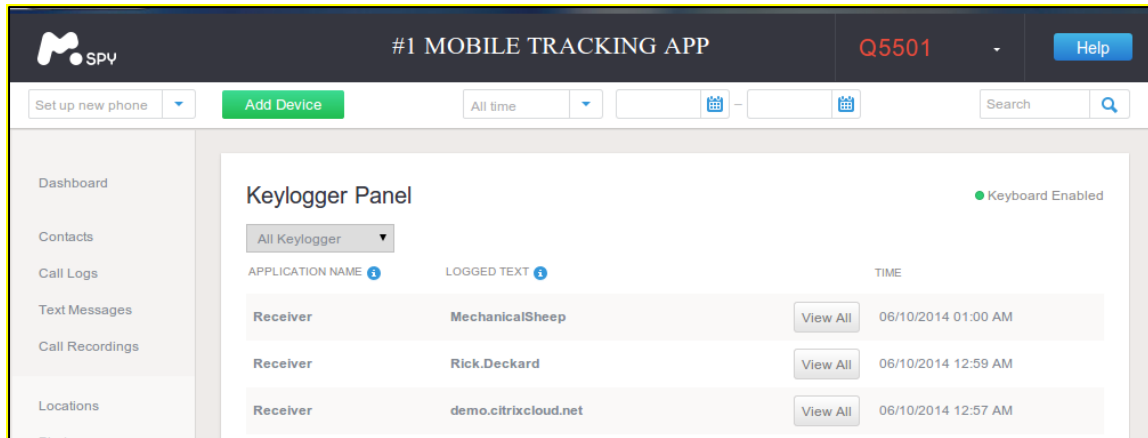 M.SPY #1 MOBILE TRACKING APP Q5501 Help
Set up new phone Add Device All time – Search
Dashboard
Contacts
Call Logs
Text Messages
Call Recordings
Locations
Keylogger Panel Keyboard Enabled
All Keylogger
APPLICATION NAME LOGGED TEXT TIME
Receiver MechanicalSheep View All 06/10/2014 01:00 AM
Receiver Rick.Deckard View All 06/10/2014 12:59 AM
Receiver demo.citrixcloud.net View All 06/10/2014 12:57 AM